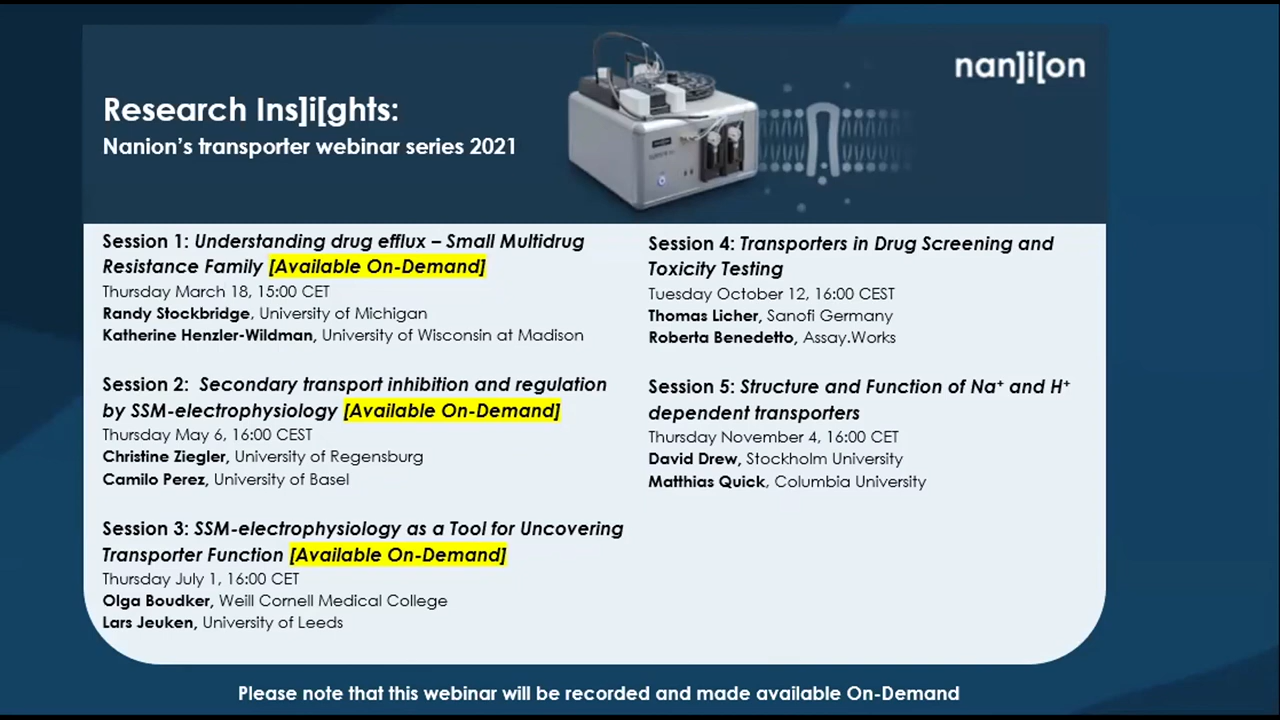 nan]i[on
Research Ins]i[ghts:
Nanion's transporter webinar series 2021
Session 1: Understanding drug efflux – Small Multidrug
Resistance Family [Available On-Demand]
Thursday March 18, 15:00 CET
Randy Stockbridge, University of Michigan
Katherine Henzler-Wildman, University of Wisconsin at Madison
Session 2: Secondary transport inhibition and regulation
by SSM-electrophysiology [Available On-Demand]
Thursday May 6, 16:00 CEST
Christine Ziegler, University of Regensburg
Camilo Perez, University of Basel
Session 3: SSM-electrophysiology as a Tool for Uncovering
Transporter Function [Available On-Demand]
Thursday July 1, 16:00 CET
Olga Boudker, Weill Cornell Medical College
Lars Jeuken, University of Leeds
Session 4: Transporters in Drug Screening and
Toxicity Testing
Tuesday October 12, 16:00 CEST
Thomas Licher, Sanofi Germany
Roberta Benedetto, Assay.Works
Session 5: Structure and Function of Na⁺ and H⁺
dependent transporters
Thursday November 4, 16:00 CET
David Drew, Stockholm University
Matthias Quick, Columbia University
Please note that this webinar will be recorded and made available On-Demand